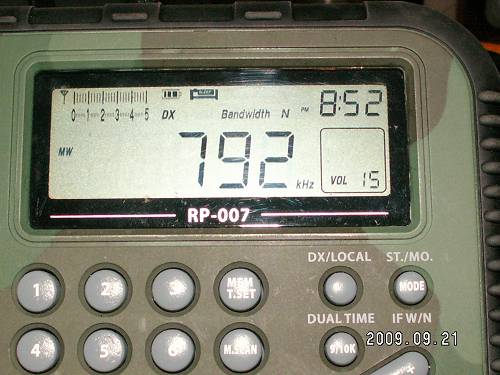 SLEEP
PM 8:52
0 1 2 3 4 5 DX Bandwidth N
MW 792 kHz
VOL 15
RP-007
DX/LOCAL ST./MO.
1 2 3 MEM T.SET MODE
DUAL TIME IF W/N
4 5 6 M.SCAN 9/10K
2009.09.21